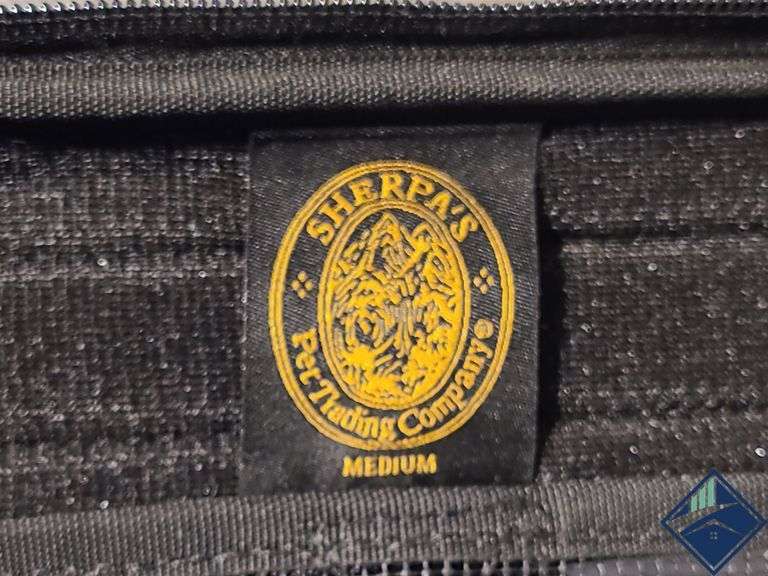 SHERPA'S
Pet Trading Company®
MEDIUM